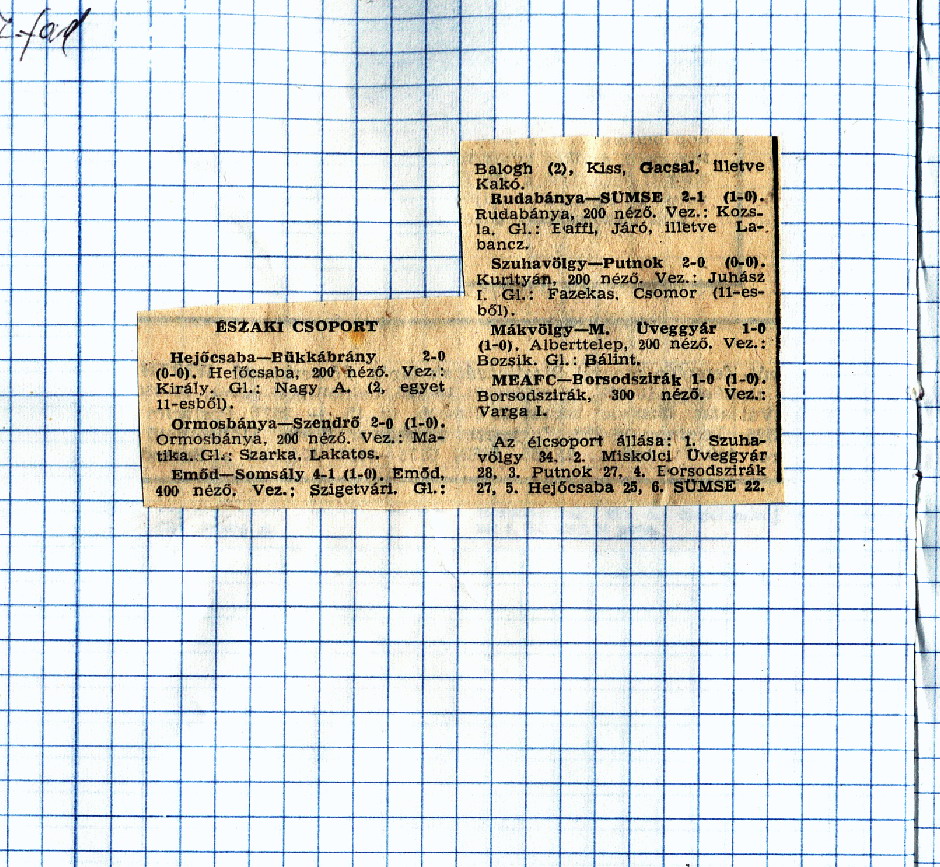 ÉSZAKI CSOPORT
Hejőcsaba—Bükkábrány 2-0
(0-0). Hejőcsaba, 200 néző. Vez.:
Király. Gl.: Nagy A. (2, egyet
11-esből).
Ormosbánya—Szendrő 2-0 (1-0).
Ormosbánya, 200 néző. Vez.: Ma-
tika. Gl.: Szarka, Lakatos.
Emőd—Somsály 4-1 (1-0). Emőd,
400 néző. Vez.: Szigetvári. Gl.:
Balogh (2), Kiss, Gacsal, illetve
Kakó.
Rudabánya—SÜMSE 2-1 (1-0).
Rudabánya, 200 néző. Vez.: Kozs-
la. Gl.: Baffi, Járó, illetve La-
bancz.
Szuhavölgy—Putnok 2-0 (0-0).
Kurityán, 200 néző. Vez.: Juhász
I. Gl.: Fazekas, Csomor (11-es-
ből).
Mákvölgy—M. Üveggyár 1-0
(1-0). Alberttelep, 200 néző. Vez.:
Bozsik. Gl.: Bálint.
MEAFC—Borsodszirák 1-0 (1-0).
Borsodszirák, 300 néző. Vez.:
Varga I.
Az élcsoport állása: 1. Szuha-
völgy 34. 2. Miskolci Üveggyár
28, 3. Putnok 27, 4. Borsodszirák
27, 5. Hejőcsaba 25, 6. SÜMSE 22.